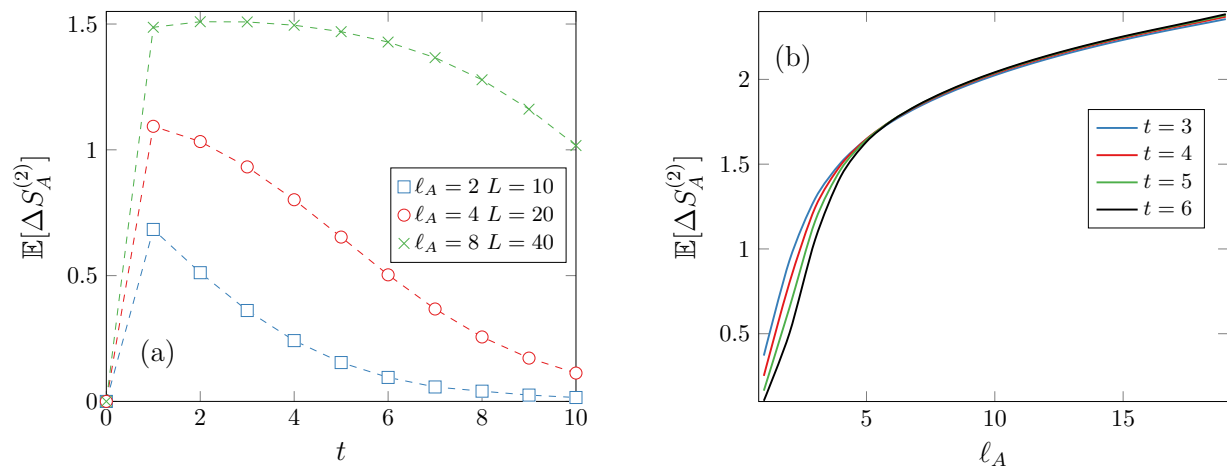 𝔼[ΔS_A^{(2)}]
1.5
1
0.5
0
0 2 4 6 8 10
t
(a)
ℓ_A = 2 L = 10
ℓ_A = 4 L = 20
ℓ_A = 8 L = 40
𝔼[ΔS_A^{(2)}]
2
1.5
1
0.5
5 10 15
ℓ_A
(b)
t = 3
t = 4
t = 5
t = 6